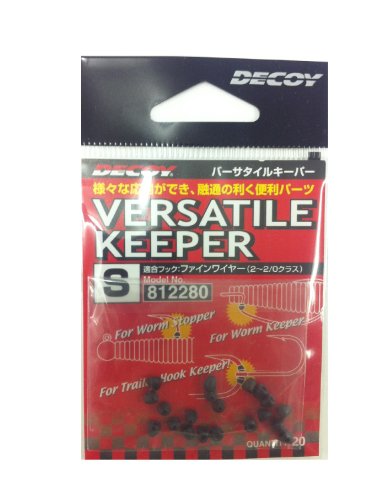 DECOY
DECOY バーサタイルキーパー
様々な応用ができ、融通の利く便利パーツ
VERSATILE
KEEPER
S
適合フック:ファインワイヤー(2～2/0クラス)
Model No.
812280
For Worm Stopper
For Worm Keeper
For Trailer Hook Keeper!
QUANTITY.20